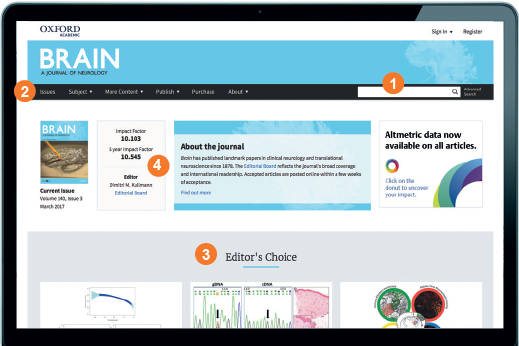 OXFORD
ACADEMIC
Sign In ▾ Register
BRAIN
A JOURNAL OF NEUROLOGY
1
2
Issues Subject ▾ More Content ▾ Publish ▾ Purchase About ▾
Advanced
Search
BRAIN
Current Issue
Volume 140, Issue 3
March 2017
Impact Factor
10.103
5 year Impact Factor
10.545
Editor
Dimitri M. Kullmann
Editorial Board
4
About the journal
Brain has published landmark papers in clinical neurology and translational
neuroscience since 1878. The Editorial Board reflects the journal's broad coverage
and international readership. Accepted articles are posted online within a few weeks
of acceptance.
Find out more
Altmetric data now
available on all articles.
Click on the
donut to uncover
your impact.
3
Editor's Choice
gDNA cDNA